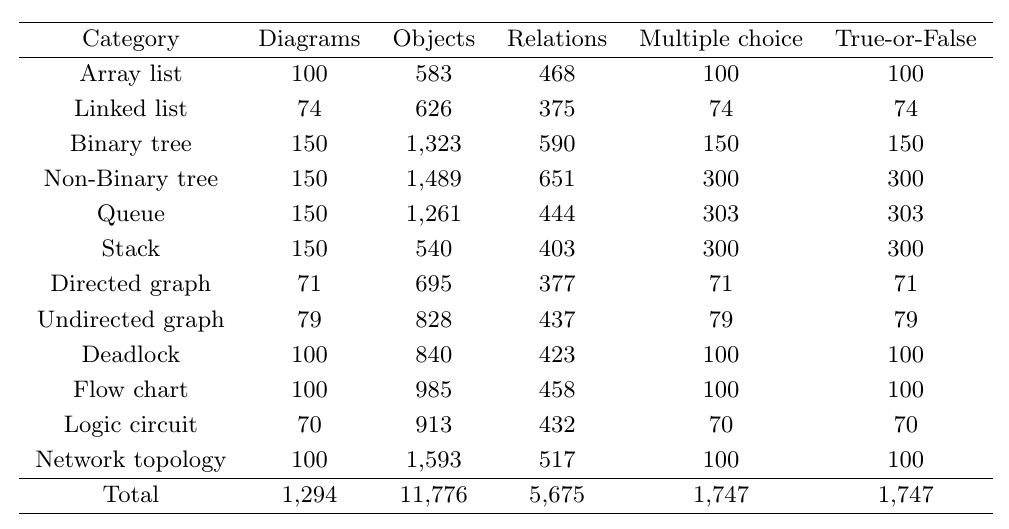 Category Diagrams Objects Relations Multiple choice True-or-False
Array list 100 583 468 100 100
Linked list 74 626 375 74 74
Binary tree 150 1,323 590 150 150
Non-Binary tree 150 1,489 651 300 300
Queue 150 1,261 444 303 303
Stack 150 540 403 300 300
Directed graph 71 695 377 71 71
Undirected graph 79 828 437 79 79
Deadlock 100 840 423 100 100
Flow chart 100 985 458 100 100
Logic circuit 70 913 432 70 70
Network topology 100 1,593 517 100 100
Total 1,294 11,776 5,675 1,747 1,747